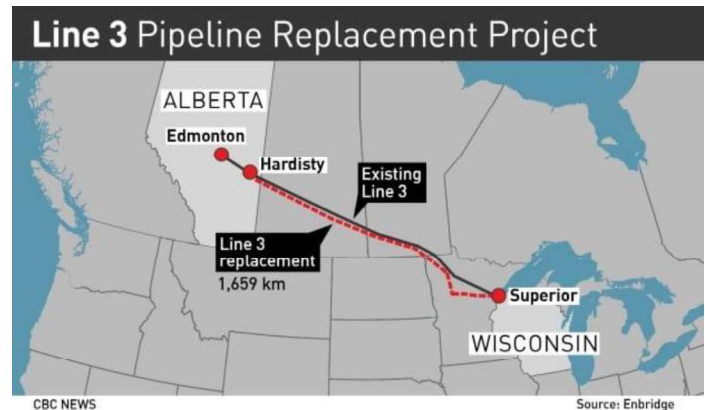 Line 3 Pipeline Replacement Project
ALBERTA
Edmonton
Hardisty
Existing
Line 3
Line 3
replacement
1,659 km
Superior
WISCONSIN
CBC NEWS
Source: Enbridge